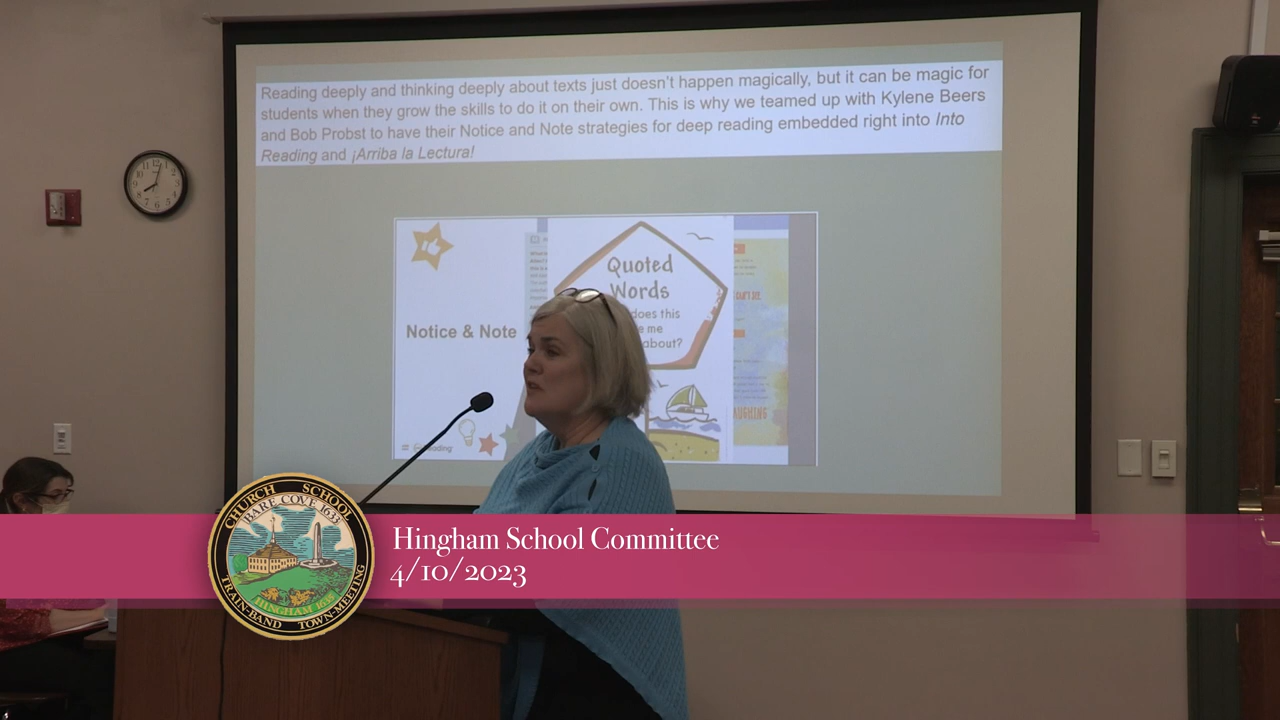 Reading deeply and thinking deeply about texts just doesn't happen magically, but it can be magic for
students when they grow the skills to do it on their own. This is why we teamed up with Kylene Beers
and Bob Probst to have their Notice and Note strategies for deep reading embedded right into Into
Reading and ¡Arriba la Lectura!
Quoted
Words
does this
me
about?
Notice & Note
CHURCH SCHOOL
BARE COVE 1633
HINGHAM 1635
TRAIN-BAND TOWN-MEETING
Hingham School Committee
4/10/2023